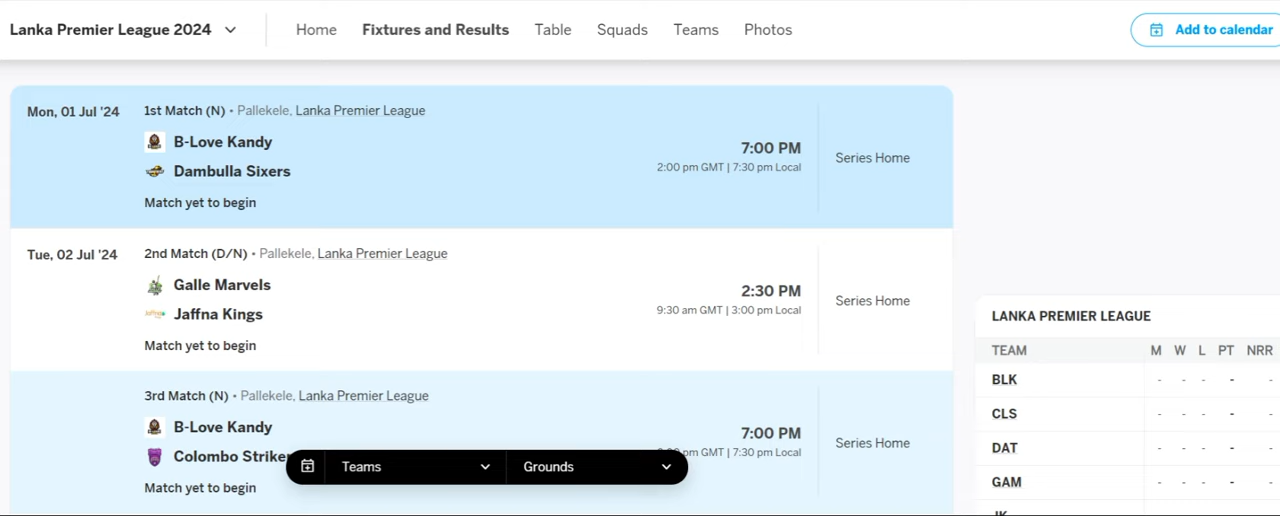 Lanka Premier League 2024 Home Fixtures and Results Table Squads Teams Photos Add to calendar
Mon, 01 Jul '24 1st Match (N) • Pallekele, Lanka Premier League
B-Love Kandy
7:00 PM
Dambulla Sixers
2:00 pm GMT | 7:30 pm Local
Series Home
Match yet to begin
Tue, 02 Jul '24 2nd Match (D/N) • Pallekele, Lanka Premier League
Galle Marvels
2:30 PM
Jaffna Kings
9:30 am GMT | 3:00 pm Local
Series Home
Match yet to begin
3rd Match (N) • Pallekele, Lanka Premier League
B-Love Kandy
7:00 PM
Colombo
pm GMT | 7:30 pm Local
Series Home
Match yet to begin
Teams Grounds
LANKA PREMIER LEAGUE
TEAM M W L PT NRR
BLK - - - - -
CLS - - - - -
DAT - - - - -
GAM - - - - -